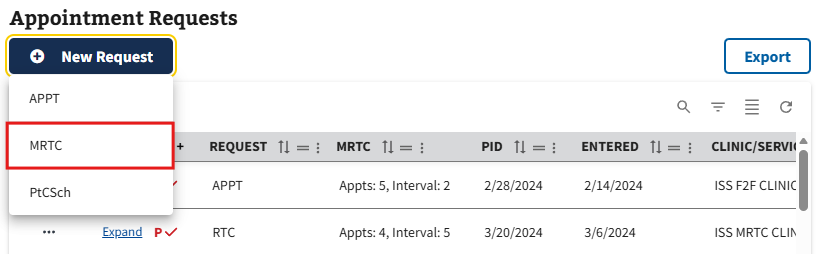 Appointment Requests
New Request
Export
APPT
MRTC
PtCSch
+ REQUEST MRTC PID ENTERED CLINIC/SERVIC
APPT Appts: 5, Interval: 2 2/28/2024 2/14/2024 ISS F2F CLINIC
Expand P RTC Appts: 4, Interval: 5 3/20/2024 3/6/2024 ISS MRTC CLIN